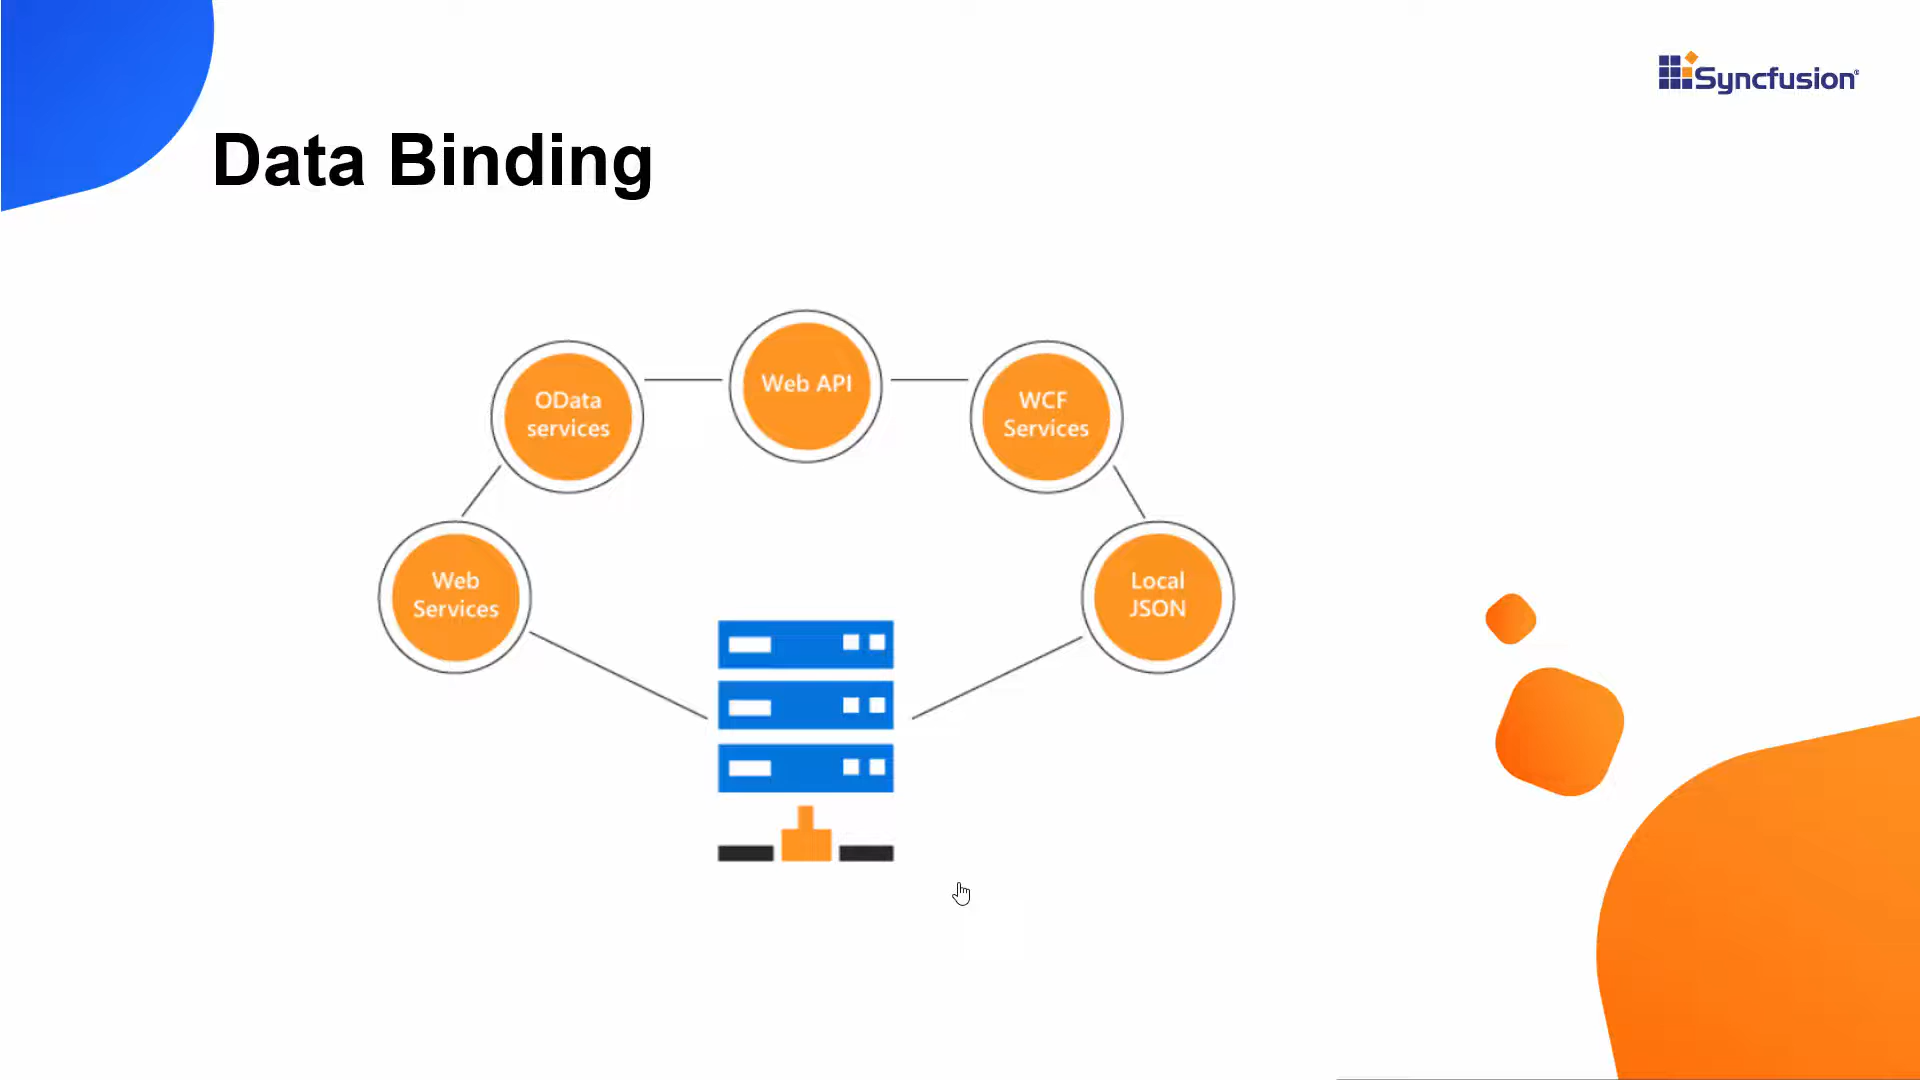 Syncfusion®
Data Binding
Web API
OData
services
WCF
Services
Web
Services
Local
JSON